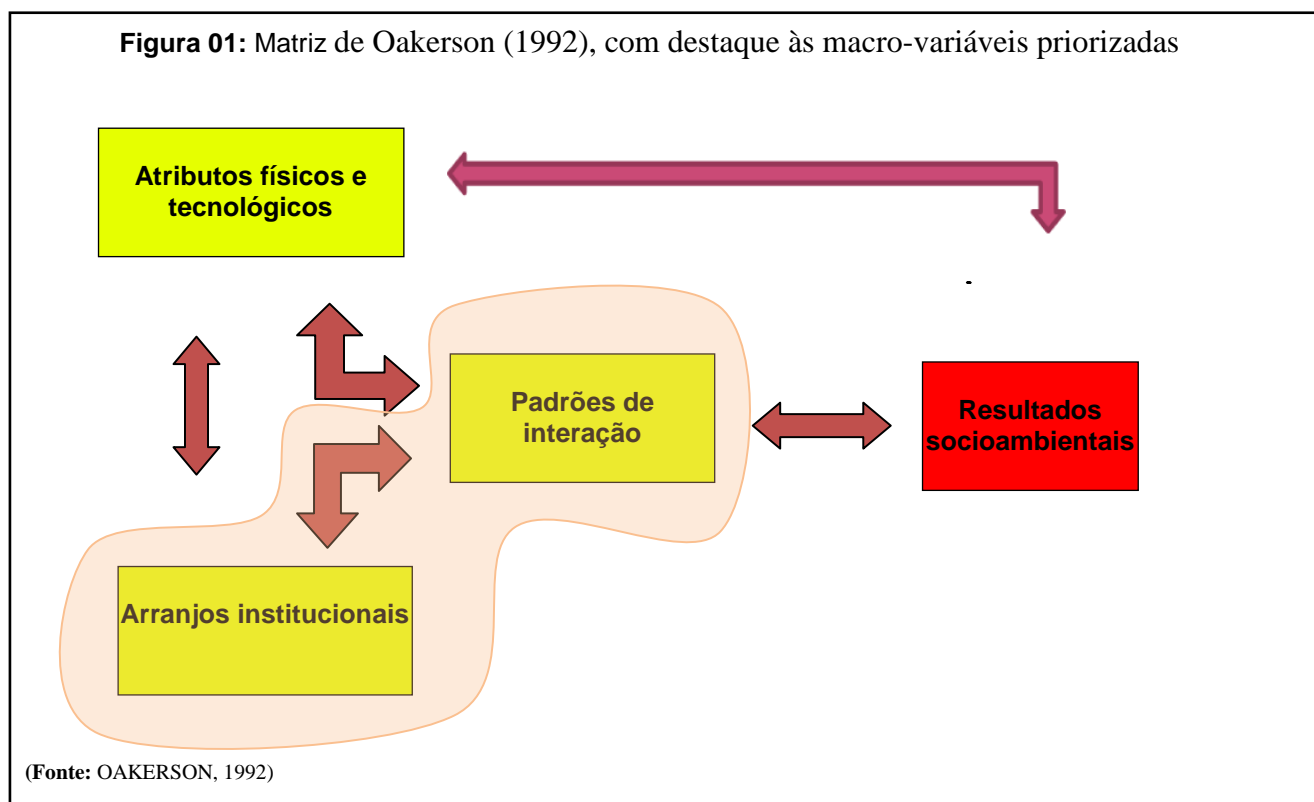 Figura 01: Matriz de Oakerson (1992), com destaque às macro-variáveis priorizadas
Atributos físicos e
tecnológicos
Padrões de
interação
Resultados
socioambientais
Arranjos institucionais
(Fonte: OAKERSON, 1992)